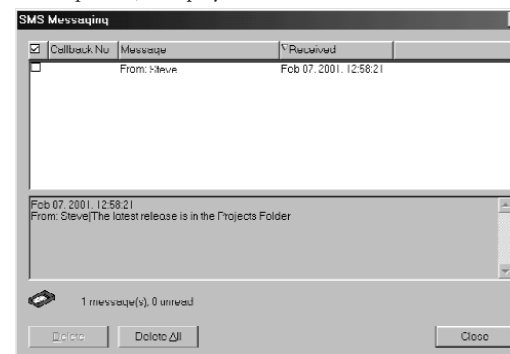 SMS Messaging
Callback No Message Received
From: Steve Feb 07, 2001, 12:58:21
Feb 07, 2001, 12:58:21
From: Steve|The latest release is in the Projects Folder
1 message(s), 0 unread
Delete Delete All Close